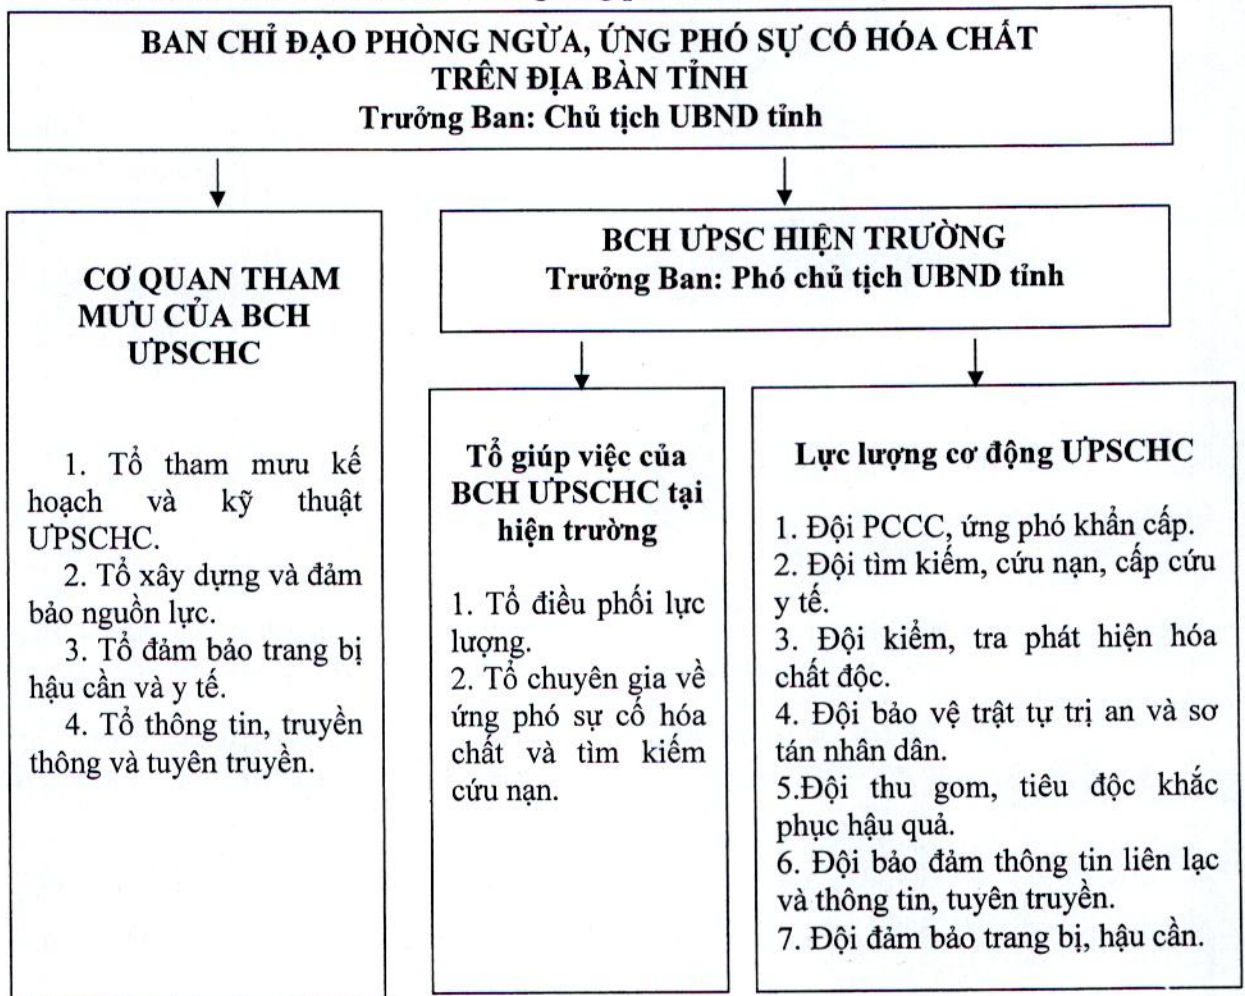 BAN CHỈ ĐẠO PHÒNG NGỪA, ỨNG PHÓ SỰ CỐ HÓA CHẤT
TRÊN ĐỊA BÀN TỈNH
Trưởng Ban: Chủ tịch UBND tỉnh
CƠ QUAN THAM
MƯU CỦA BCH
ƯPSCHC
1. Tổ tham mưu kế
hoạch và kỹ thuật
ƯPSCHC.
2. Tổ xây dựng và đảm
bảo nguồn lực.
3. Tổ đảm bảo trang bị
hậu cần và y tế.
4. Tổ thông tin, truyền
thông và tuyên truyền.
BCH ƯPSC HIỆN TRƯỜNG
Trưởng Ban: Phó chủ tịch UBND tỉnh
Tổ giúp việc của
BCH ƯPSCHC tại
hiện trường
1. Tổ điều phối lực
lượng.
2. Tổ chuyên gia về
ứng phó sự cố hóa
chất và tìm kiếm
cứu nạn.
Lực lượng cơ động ƯPSCHC
1. Đội PCCC, ứng phó khẩn cấp.
2. Đội tìm kiếm, cứu nạn, cấp cứu
y tế.
3. Đội kiểm, tra phát hiện hóa
chất độc.
4. Đội bảo vệ trật tự trị an và sơ
tán nhân dân.
5.Đội thu gom, tiêu độc khắc
phục hậu quả.
6. Đội bảo đảm thông tin liên lạc
và thông tin, tuyên truyền.
7. Đội đảm bảo trang bị, hậu cần.